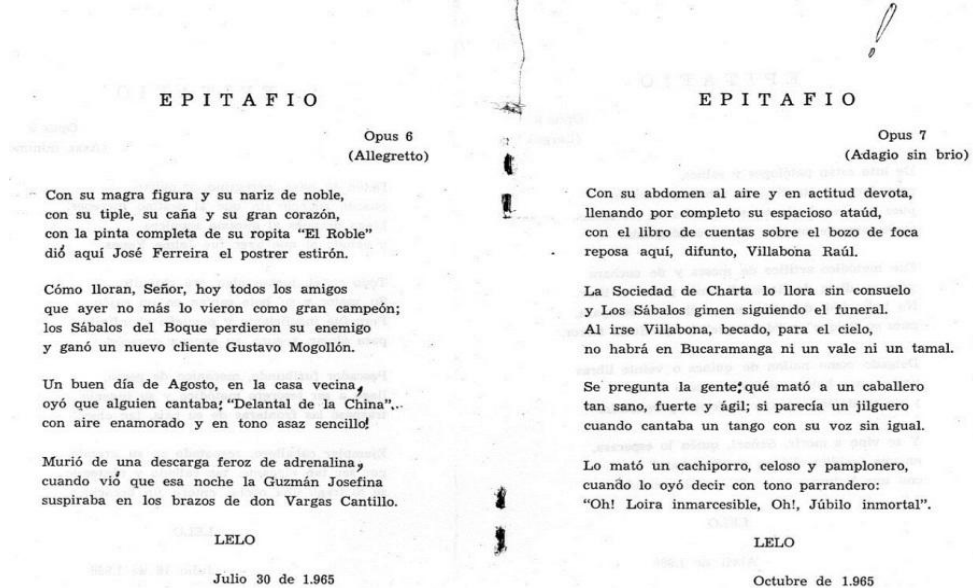 EPITAFIO
Opus 6
(Allegretto)
Con su magra figura y su nariz de noble,
con su tiple, su caña y su gran corazón,
con la pinta completa de su ropita "El Roble"
dió aquí José Ferreira el postrer estirón.
Cómo lloran, Señor, hoy todos los amigos
que ayer no más lo vieron como gran campeón;
los Sábalos del Boque perdieron su enemigo
y ganó un nuevo cliente Gustavo Mogollón.
Un buen día de Agosto, en la casa vecina,
oyó que alguien cantaba; "Delantal de la China",
con aire enamorado y en tono asaz sencillo!
Murió de una descarga feroz de adrenalina,
cuando vió que esa noche la Guzmán Josefina
suspiraba en los brazos de don Vargas Cantillo.
LELO
Julio 30 de 1.965
EPITAFIO
Opus 7
(Adagio sin brio)
Con su abdomen al aire y en actitud devota,
llenando por completo su espacioso ataúd,
con el libro de cuentas sobre el bozo de foca
reposa aquí, difunto, Villabona Raúl.
La Sociedad de Charta lo llora sin consuelo
y Los Sábalos gimen siguiendo el funeral.
Al irse Villabona, becado, para el cielo,
no habrá en Bucaramanga ni un vale ni un tamal.
Se pregunta la gente; qué mató a un caballero
tan sano, fuerte y ágil; si parecía un jilguero
cuando cantaba un tango con su voz sin igual.
Lo mató un cachiporro, celoso y pamplonero,
cuando lo oyó decir con tono parrandero:
"Oh! Loira inmarcesible, Oh!, Júbilo inmortal".
LELO
Octubre de 1.965